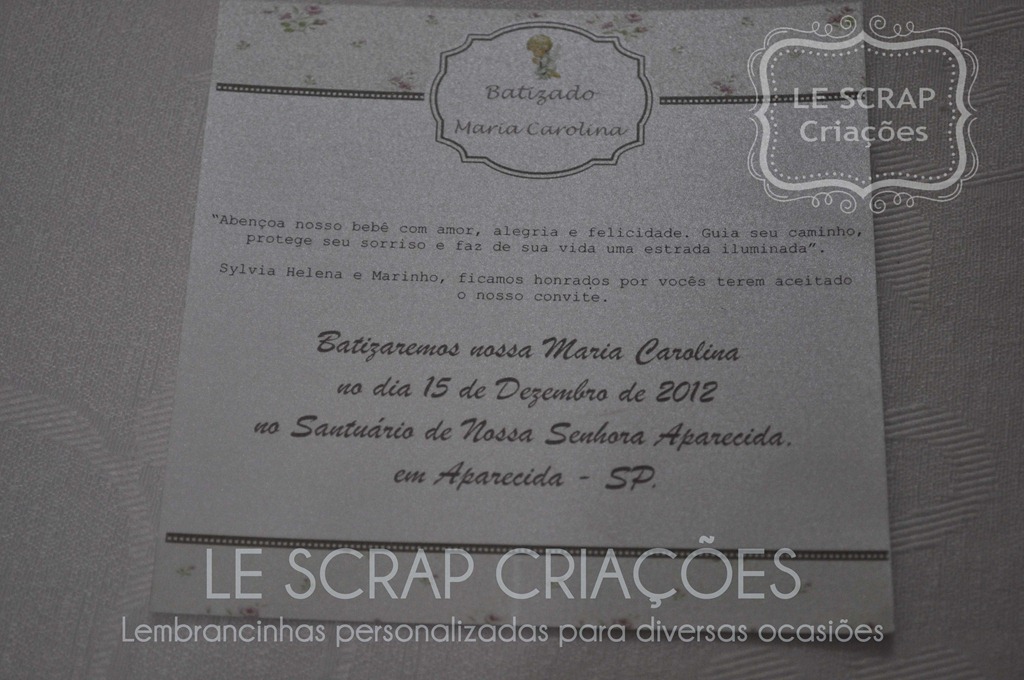 Batizado
Maria Carolina
LE SCRAP
Criações
"Abençoa nosso bebê com amor, alegria e felicidade. Guia seu caminho,
protege seu sorriso e faz de sua vida uma estrada iluminada".
Sylvia Helena e Marinho, ficamos honrados por vocês terem aceitado
o nosso convite.
Batizaremos nossa Maria Carolina
no dia 15 de Dezembro de 2012
no Santuário de Nossa Senhora Aparecida.
em Aparecida - SP.
LE SCRAP CRIAÇÕES
Lembrancinhas personalizadas para diversas ocasiões